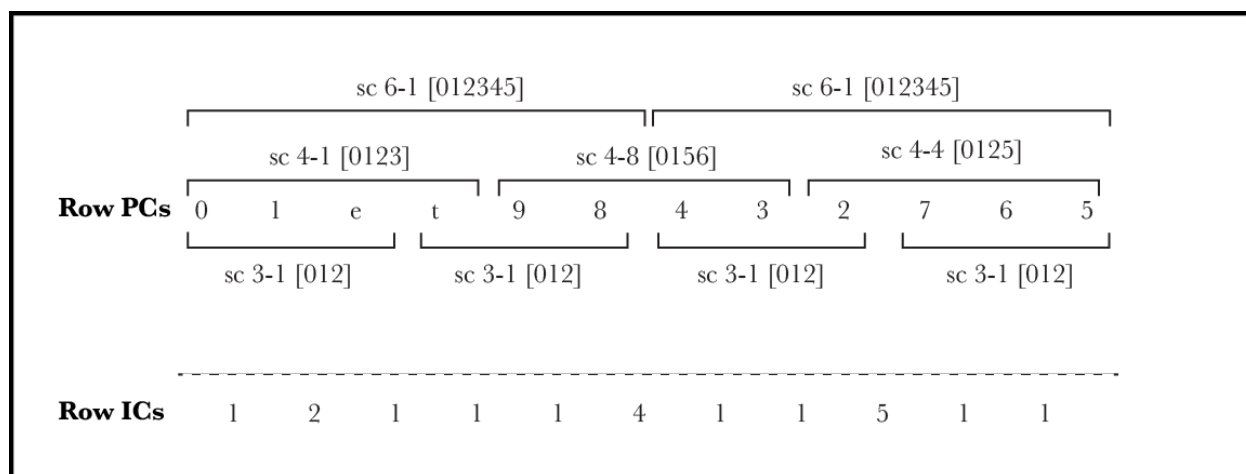 sc 6-1 [012345] sc 6-1 [012345]
sc 4-1 [0123] sc 4-8 [0156] sc 4-4 [0125]
Row PCs 0 1 e t 9 8 4 3 2 7 6 5
sc 3-1 [012] sc 3-1 [012] sc 3-1 [012] sc 3-1 [012]
Row ICs 1 2 1 1 1 4 1 1 5 1 1